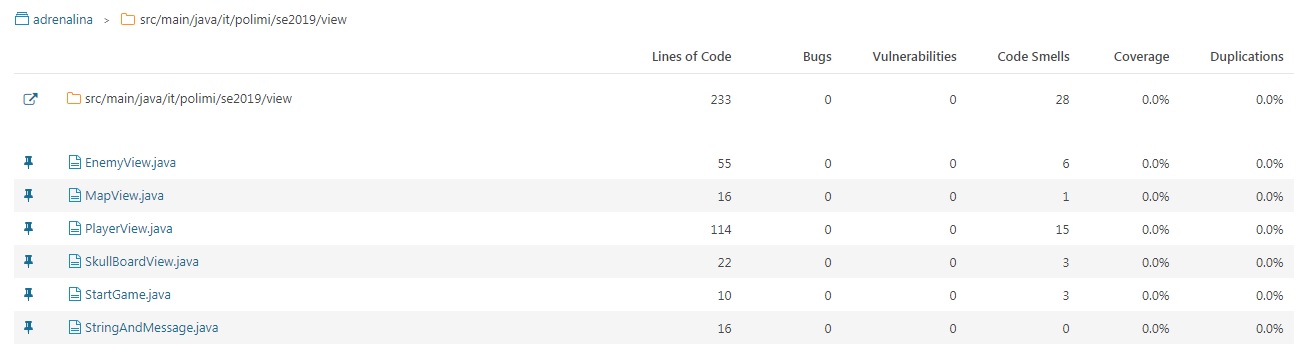 adrenalina > src/main/java/it/polimi/se2019/view
Lines of Code Bugs Vulnerabilities Code Smells Coverage Duplications
src/main/java/it/polimi/se2019/view 233 0 0 28 0.0% 0.0%
EnemyView.java 55 0 0 6 0.0% 0.0%
MapView.java 16 0 0 1 0.0% 0.0%
PlayerView.java 114 0 0 15 0.0% 0.0%
SkullBoardView.java 22 0 0 3 0.0% 0.0%
StartGame.java 10 0 0 3 0.0% 0.0%
StringAndMessage.java 16 0 0 0 0.0% 0.0%